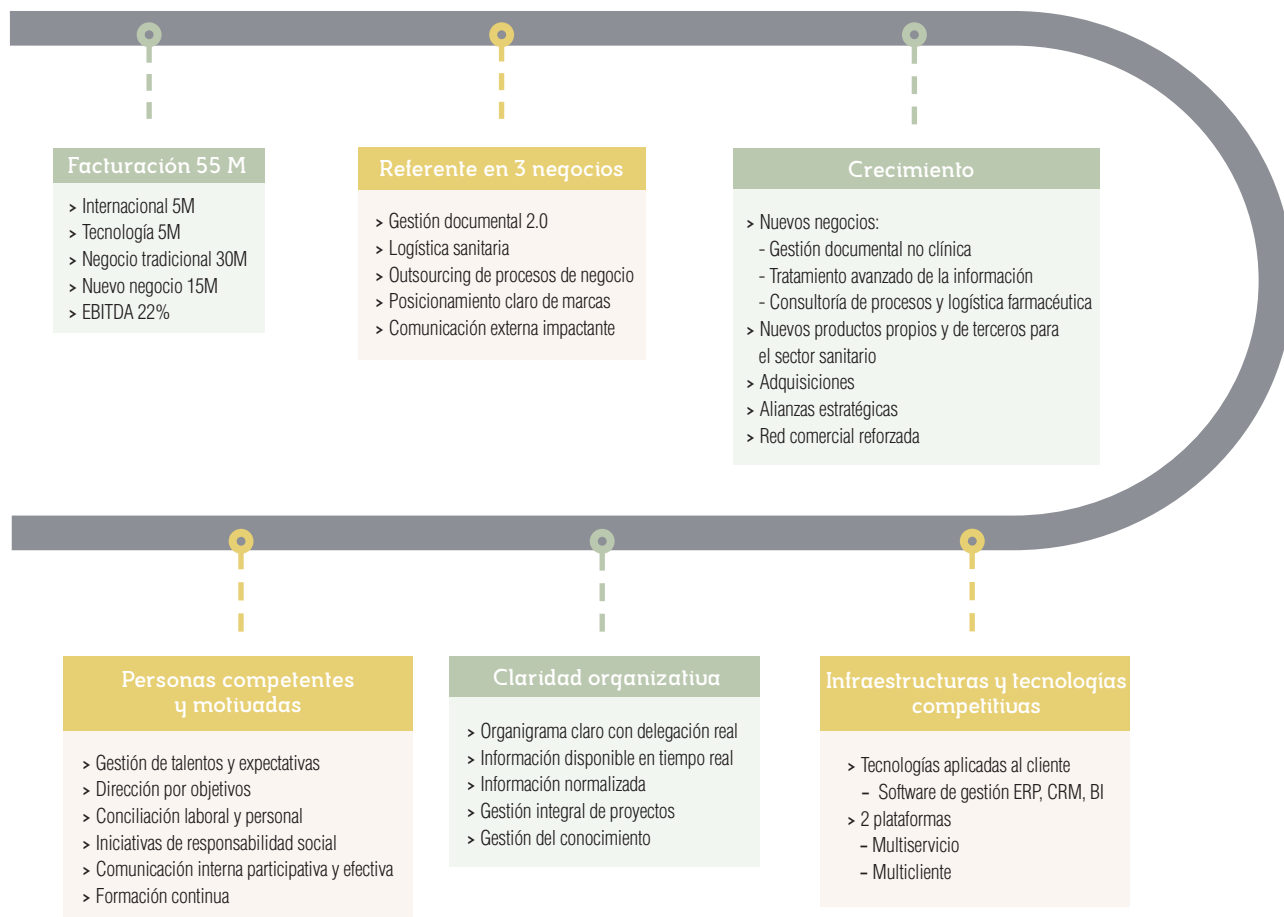 Facturación 55 M
> Internacional 5M
> Tecnología 5M
> Negocio tradicional 30M
> Nuevo negocio 15M
> EBITDA 22%
Referente en 3 negocios
> Gestión documental 2.0
> Logística sanitaria
> Outsourcing de procesos de negocio
> Posicionamiento claro de marcas
> Comunicación externa impactante
Crecimiento
> Nuevos negocios:
- Gestión documental no clínica
- Tratamiento avanzado de la información
- Consultoría de procesos y logística farmacéutica
> Nuevos productos propios y de terceros para
el sector sanitario
> Adquisiciones
> Alianzas estratégicas
> Red comercial reforzada
Personas competentes
y motivadas
> Gestión de talentos y expectativas
> Dirección por objetivos
> Conciliación laboral y personal
> Iniciativas de responsabilidad social
> Comunicación interna participativa y efectiva
> Formación continua
Claridad organizativa
> Organigrama claro con delegación real
> Información disponible en tiempo real
> Información normalizada
> Gestión integral de proyectos
> Gestión del conocimiento
Infraestructuras y tecnologías
competitivas
> Tecnologías aplicadas al cliente
– Software de gestión ERP, CRM, BI
> 2 plataformas
– Multiservicio
– Multicliente